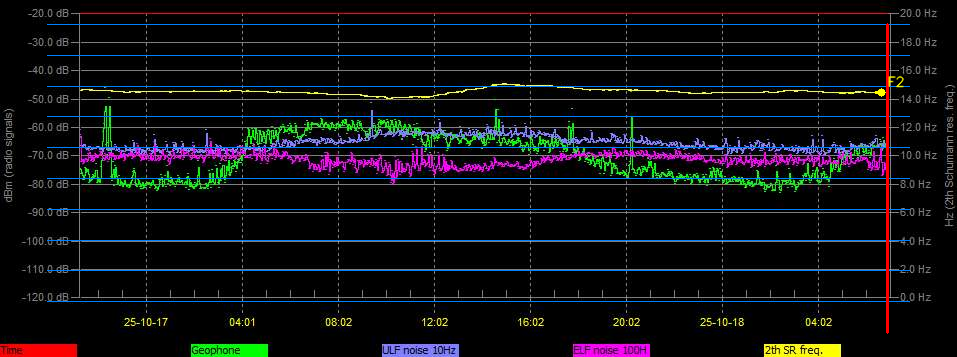 -20.0 dB
20.0 Hz
-30.0 dB
18.0 Hz
-40.0 dB
16.0 Hz
F2
-50.0 dB
14.0 Hz
-60.0 dB
12.0 Hz
-70.0 dB
10.0 Hz
-80.0 dB
8.0 Hz
-90.0 dB
6.0 Hz
-100.0 dB
4.0 Hz
-110.0 dB
2.0 Hz
-120.0 dB
0.0 Hz
dBm (radio signals)
Hz (2th Schumann res. freq.)
25-10-17 04:01 08:02 12:02 16:02 20:02 25-10-18 04:02
Time Geophone ULF noise 10Hz ELF noise 100H 2th SR freq.